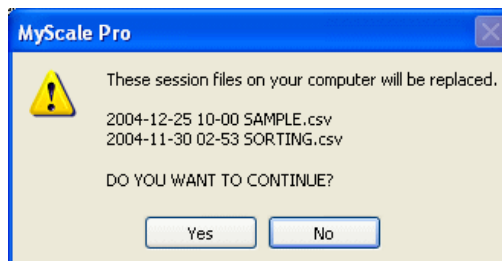 MyScale Pro
These session files on your computer will be replaced.
2004-12-25 10-00 SAMPLE.csv
2004-11-30 02-53 SORTING.csv
DO YOU WANT TO CONTINUE?
Yes No